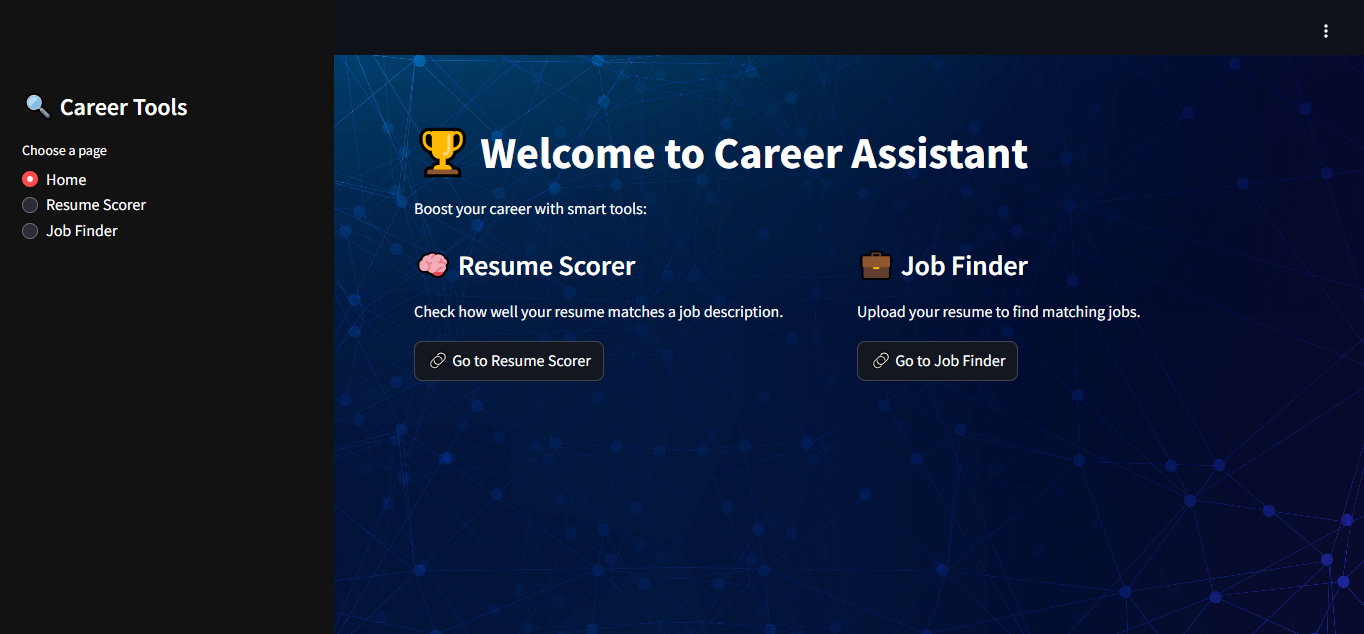 Career Tools
Choose a page
Home
Resume Scorer
Job Finder
Welcome to Career Assistant
Boost your career with smart tools:
Resume Scorer
Check how well your resume matches a job description.
Go to Resume Scorer
Job Finder
Upload your resume to find matching jobs.
Go to Job Finder